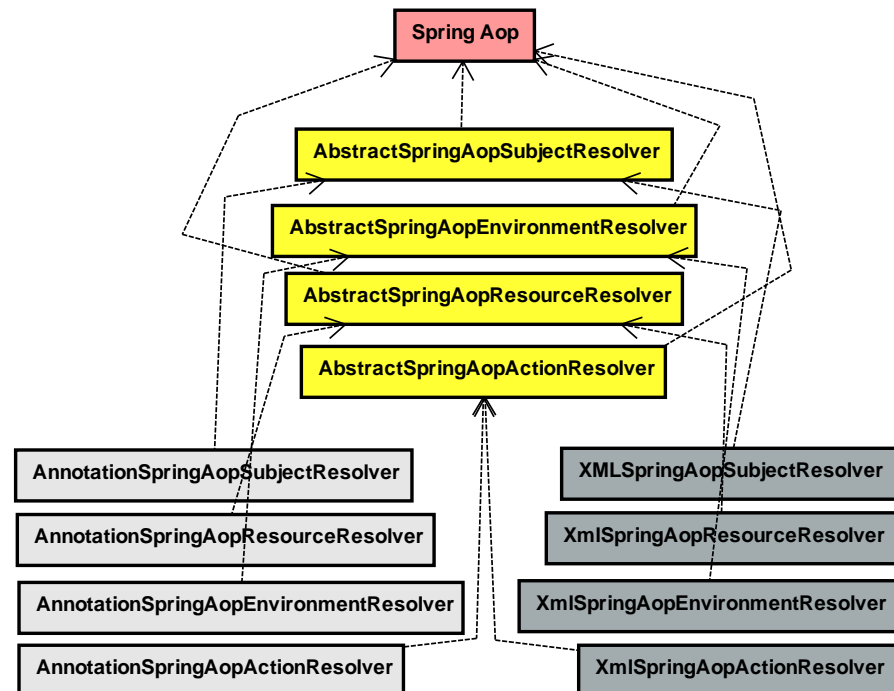 Spring Aop
AbstractSpringAopSubjectResolver
AbstractSpringAopEnvironmentResolver
AbstractSpringAopResourceResolver
AbstractSpringAopActionResolver
AnnotationSpringAopSubjectResolver
XMLSpringAopSubjectResolver
AnnotationSpringAopResourceResolver
XmlSpringAopResourceResolver
AnnotationSpringAopEnvironmentResolver
XmlSpringAopEnvironmentResolver
AnnotationSpringAopActionResolver
XmlSpringAopActionResolver